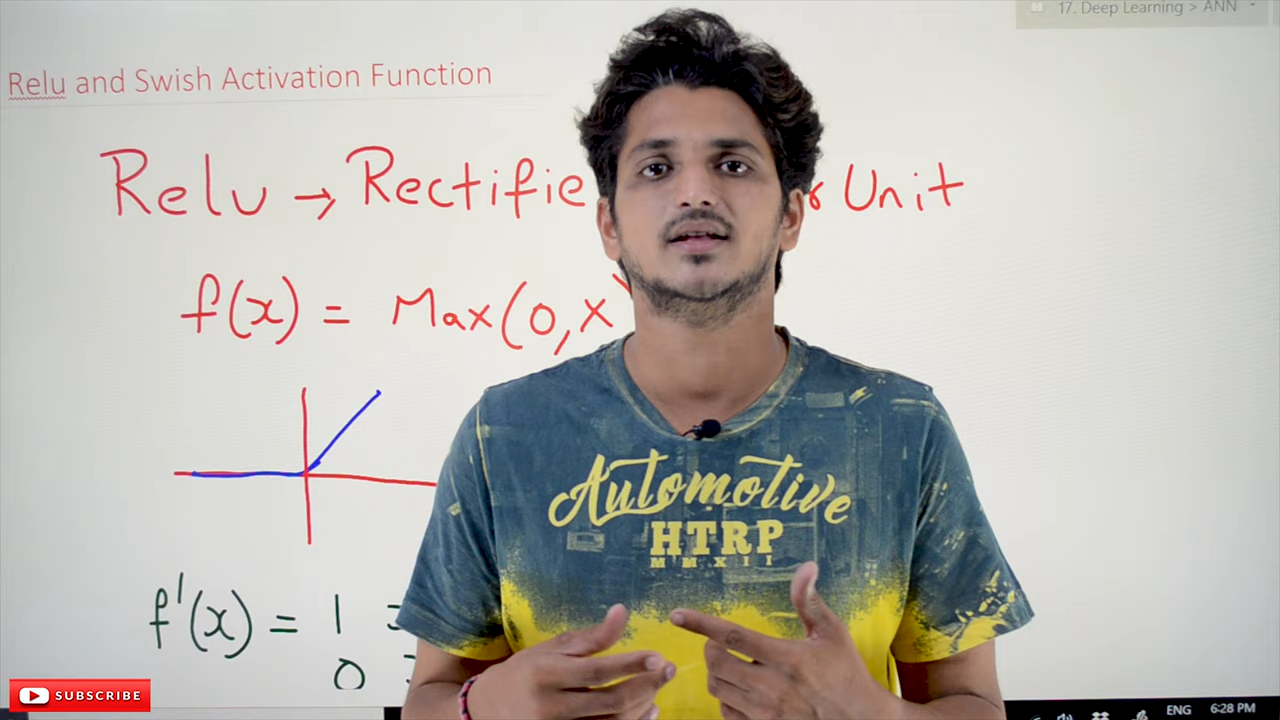 17. Deep Learning > ANN
Relu and Swish Activation Function
Relu → Rectifie Unit
f(x) = Max(0,x
f'(x) = 1
0
Automotive
HTRP
MMXII
SUBSCRIBE
ENG 6:28 PM